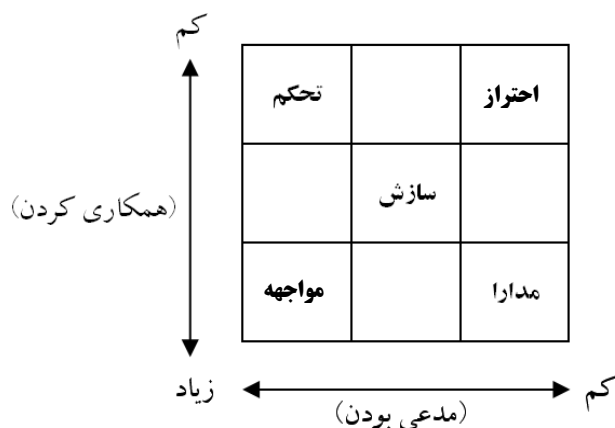 کم
احتراز
تحکم
سازش
(همکاری کردن)
مدارا
مواجهه
کم
زیاد
(مدعی بودن)